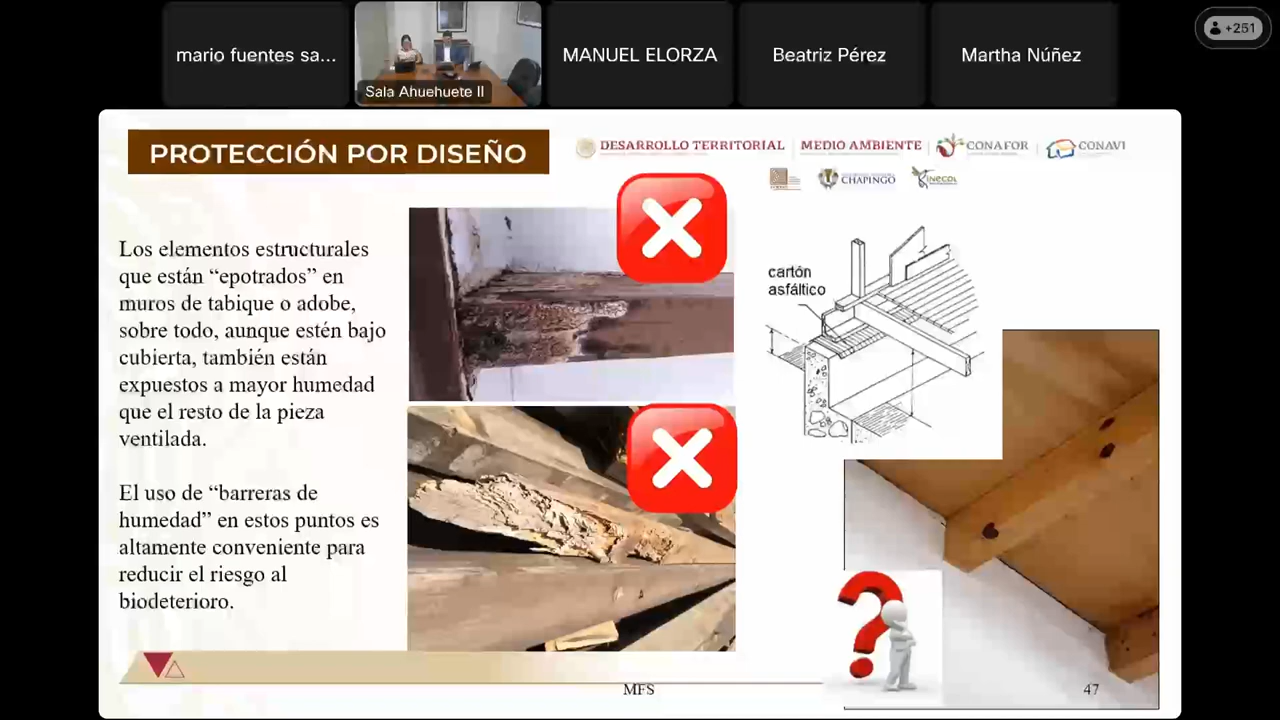 mario fuentes sa...
Sala Ahuehuete II
MANUEL ELORZA
Beatriz Pérez
Martha Núñez
+251
PROTECCIÓN POR DISEÑO
DESARROLLO TERRITORIAL
MEDIO AMBIENTE
CONAFOR
CONAVI
CHAPINGO
INECOL
Los elementos estructurales
que están “epotrados” en
muros de tabique o adobe,
sobre todo, aunque estén bajo
cubierta, también están
expuestos a mayor humedad
que el resto de la pieza
ventilada.
El uso de “barreras de
humedad” en estos puntos es
altamente conveniente para
reducir el riesgo al
biodeterioro.
cartón
asfáltico
MFS
47